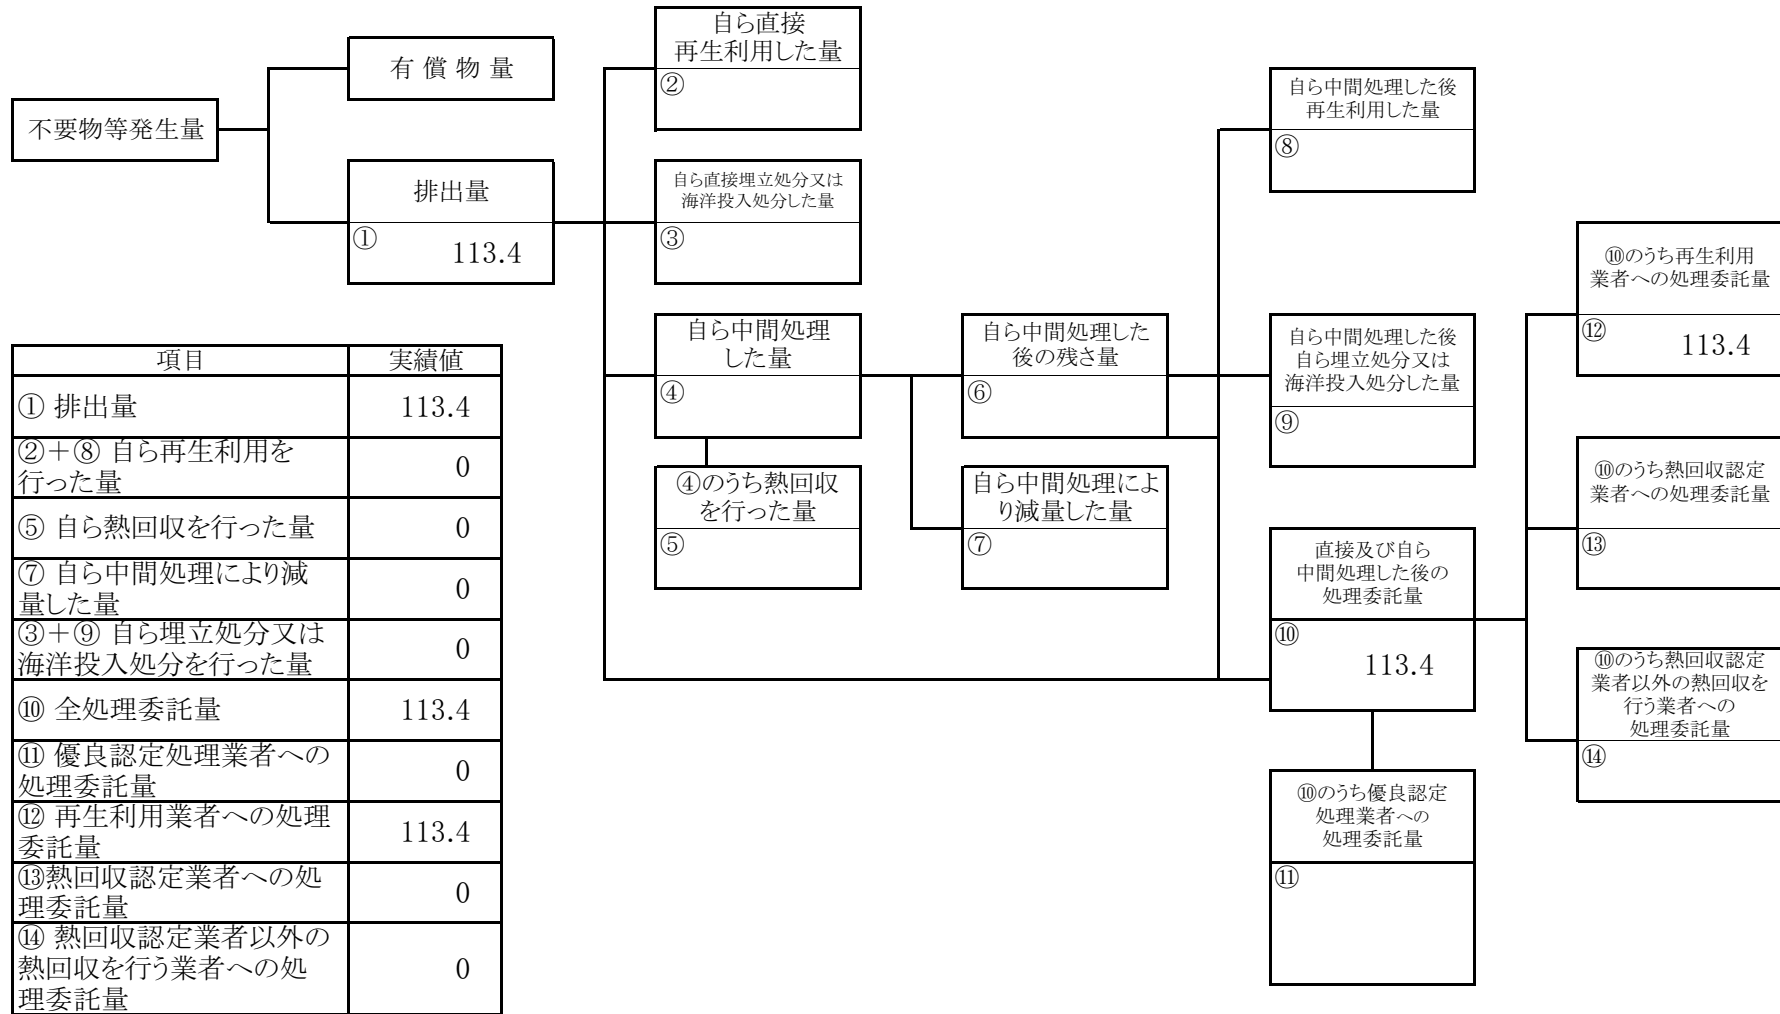 不要物等発生量
有償物量
排出量
①
113.4
自ら直接
再生利用した量
②
自ら直接埋立処分又は
海洋投入処分した量
③
自ら中間処理
した量
④
④のうち熱回収
を行った量
⑤
自ら中間処理した
後の残さ量
⑥
自ら中間処理によ
り減量した量
⑦
自ら中間処理した後
再生利用した量
⑧
自ら中間処理した後
自ら埋立処分又は
海洋投入処分した量
⑨
直接及び自ら
中間処理した後の
処理委託量
⑩
113.4
⑩のうち優良認定
処理業者への
処理委託量
⑪
⑩のうち再生利用
業者への処理委託量
⑫
113.4
⑩のうち熱回収認定
業者への処理委託量
⑬
⑩のうち熱回収認定
業者以外の熱回収を
行う業者への
処理委託量
⑭
項目 実績値
① 排出量 113.4
②+⑧ 自ら再生利用を
行った量 0
⑤ 自ら熱回収を行った量 0
⑦ 自ら中間処理により減
量した量 0
③+⑨ 自ら埋立処分又は
海洋投入処分を行った量 0
⑩ 全処理委託量 113.4
⑪ 優良認定処理業者への
処理委託量 0
⑫ 再生利用業者への処理
委託量 113.4
⑬熱回収認定業者への処
理委託量 0
⑭ 熱回収認定業者以外の
熱回収を行う業者への処
理委託量 0